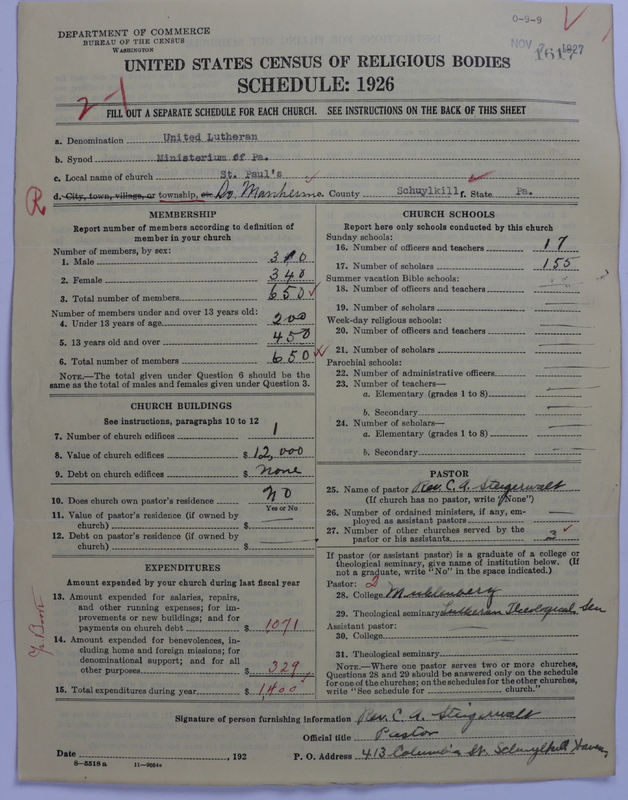 0-9-9
DEPARTMENT OF COMMERCE
BUREAU OF THE CENSUS
WASHINGTON
NOV 1927
1617
UNITED STATES CENSUS OF RELIGIOUS BODIES
SCHEDULE: 1926
2-1
FILL OUT A SEPARATE SCHEDULE FOR EACH CHURCH. SEE INSTRUCTIONS ON THE BACK OF THIS SHEET
a. Denomination United Lutheran
b. Synod Ministerium of Pa.
c. Local name of church St. Paul's
R d. City, town, village, or township, etc. So. Manheim e. County Schuylkill f. State Pa.
MEMBERSHIP
Report number of members according to definition of
member in your church
Number of members, by sex:
1. Male 310
2. Female 340
3. Total number of members 650
Number of members under and over 13 years old:
4. Under 13 years of age 200
5. 13 years old and over 450
6. Total number of members 650
NOTE.—The total given under Question 6 should be the
same as the total of males and females given under Question 3.
CHURCH BUILDINGS
See instructions, paragraphs 10 to 12
7. Number of church edifices 1
8. Value of church edifices $ 12,000
9. Debt on church edifices $ None
10. Does church own pastor's residence No
Yes or No
11. Value of pastor's residence (if owned by
church) $
12. Debt on pastor's residence (if owned by
church) $
EXPENDITURES
Amount expended by your church during last fiscal year
13. Amount expended for salaries, repairs,
and other running expenses; for im-
provements or new buildings; and for
payments on church debt $ 1071
14. Amount expended for benevolences, in-
cluding home and foreign missions; for
denominational support; and for all
other purposes $ 329
15. Total expenditures during year $ 1,400
CHURCH SCHOOLS
Report here only schools conducted by this church
Sunday schools:
16. Number of officers and teachers 17
17. Number of scholars 155
Summer vacation Bible schools:
18. Number of officers and teachers
19. Number of scholars
Week-day religious schools:
20. Number of officers and teachers
21. Number of scholars
Parochial schools:
22. Number of administrative officers
23. Number of teachers—
a. Elementary (grades 1 to 8)
b. Secondary
24. Number of scholars—
a. Elementary (grades 1 to 8)
b. Secondary
PASTOR
25. Name of pastor Rev. C. A. Steigerwalt
(If church has no pastor, write "None")
26. Number of ordained ministers, if any, em-
ployed as assistant pastors
27. Number of other churches served by the
pastor or his assistants 3
If pastor (or assistant pastor) is a graduate of a college or
theological seminary, give name of institution below. (If
not a graduate, write "No" in the space indicated.)
Pastor: 2
28. College Muhlenberg
29. Theological seminary Lutheran Theological Sem
Assistant pastor:
30. College
31. Theological seminary
NOTE.—Where one pastor serves two or more churches,
Questions 28 and 29 should be answered only on the schedule
for one of the churches; on the schedules for the other churches,
write "See schedule for church."
Signature of person furnishing information Rev. C. A. Steigerwalt
Official title Pastor
Date , 192 P. O. Address 413 Columbia St. Schuylkill Haven
8-5518 a